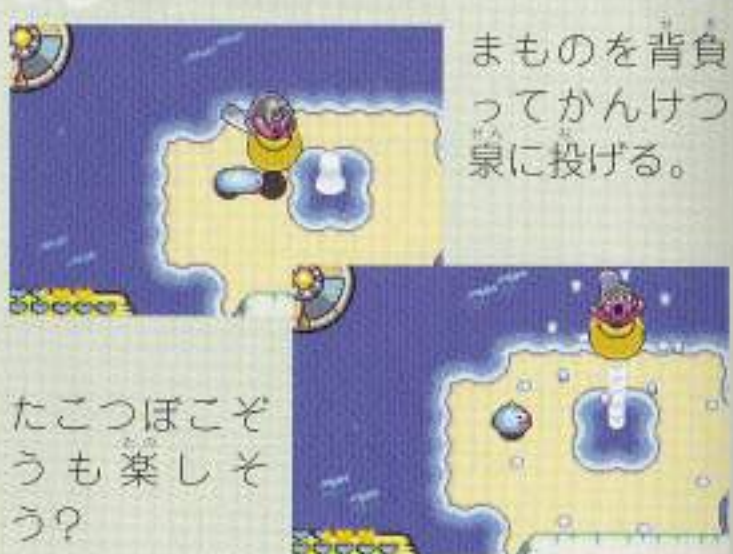 まものを背負
ってかんけつ
泉に投げる。
たこつぼこぞ
うも楽しそ
う?